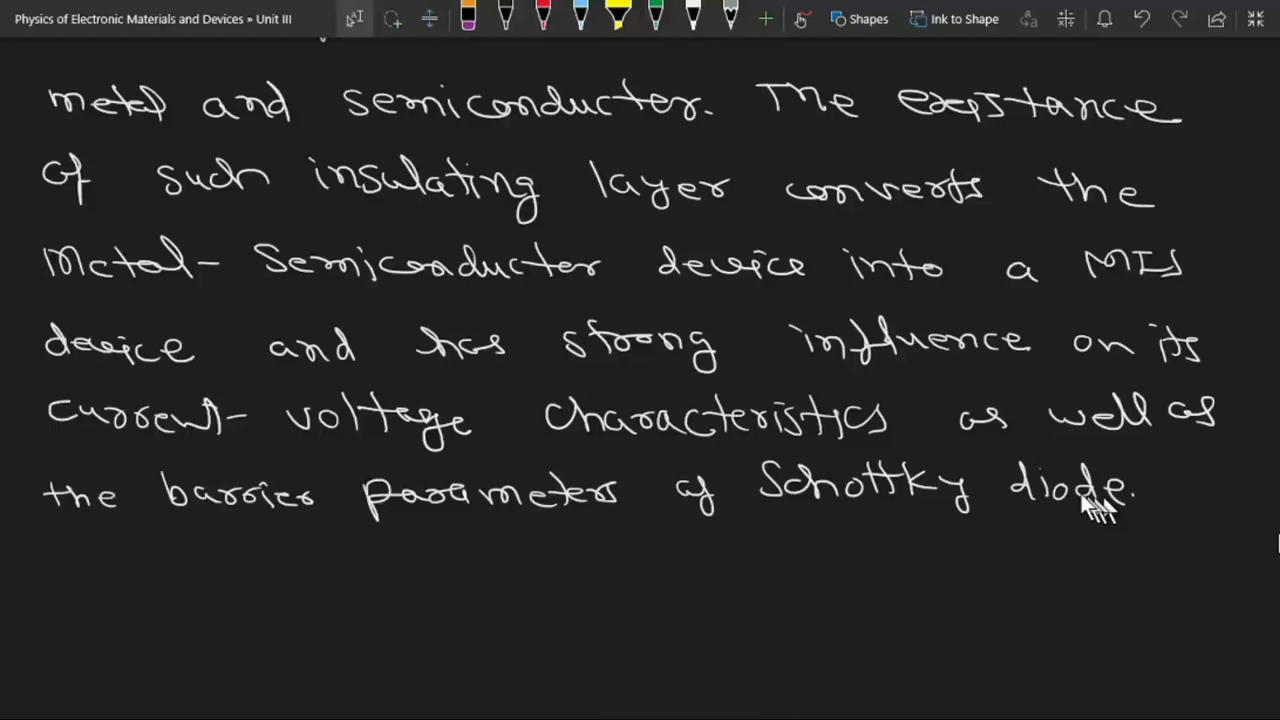 Physics of Electronic Materials and Devices » Unit III
Shapes
Ink to Shape
metal and semiconductor. The existance
of such insulating layer converts the
Metal- Semiconductor device into a MIS
device and has strong influence on its
current- voltage characteristics as well as
the barrier parameters of Schottky diode.